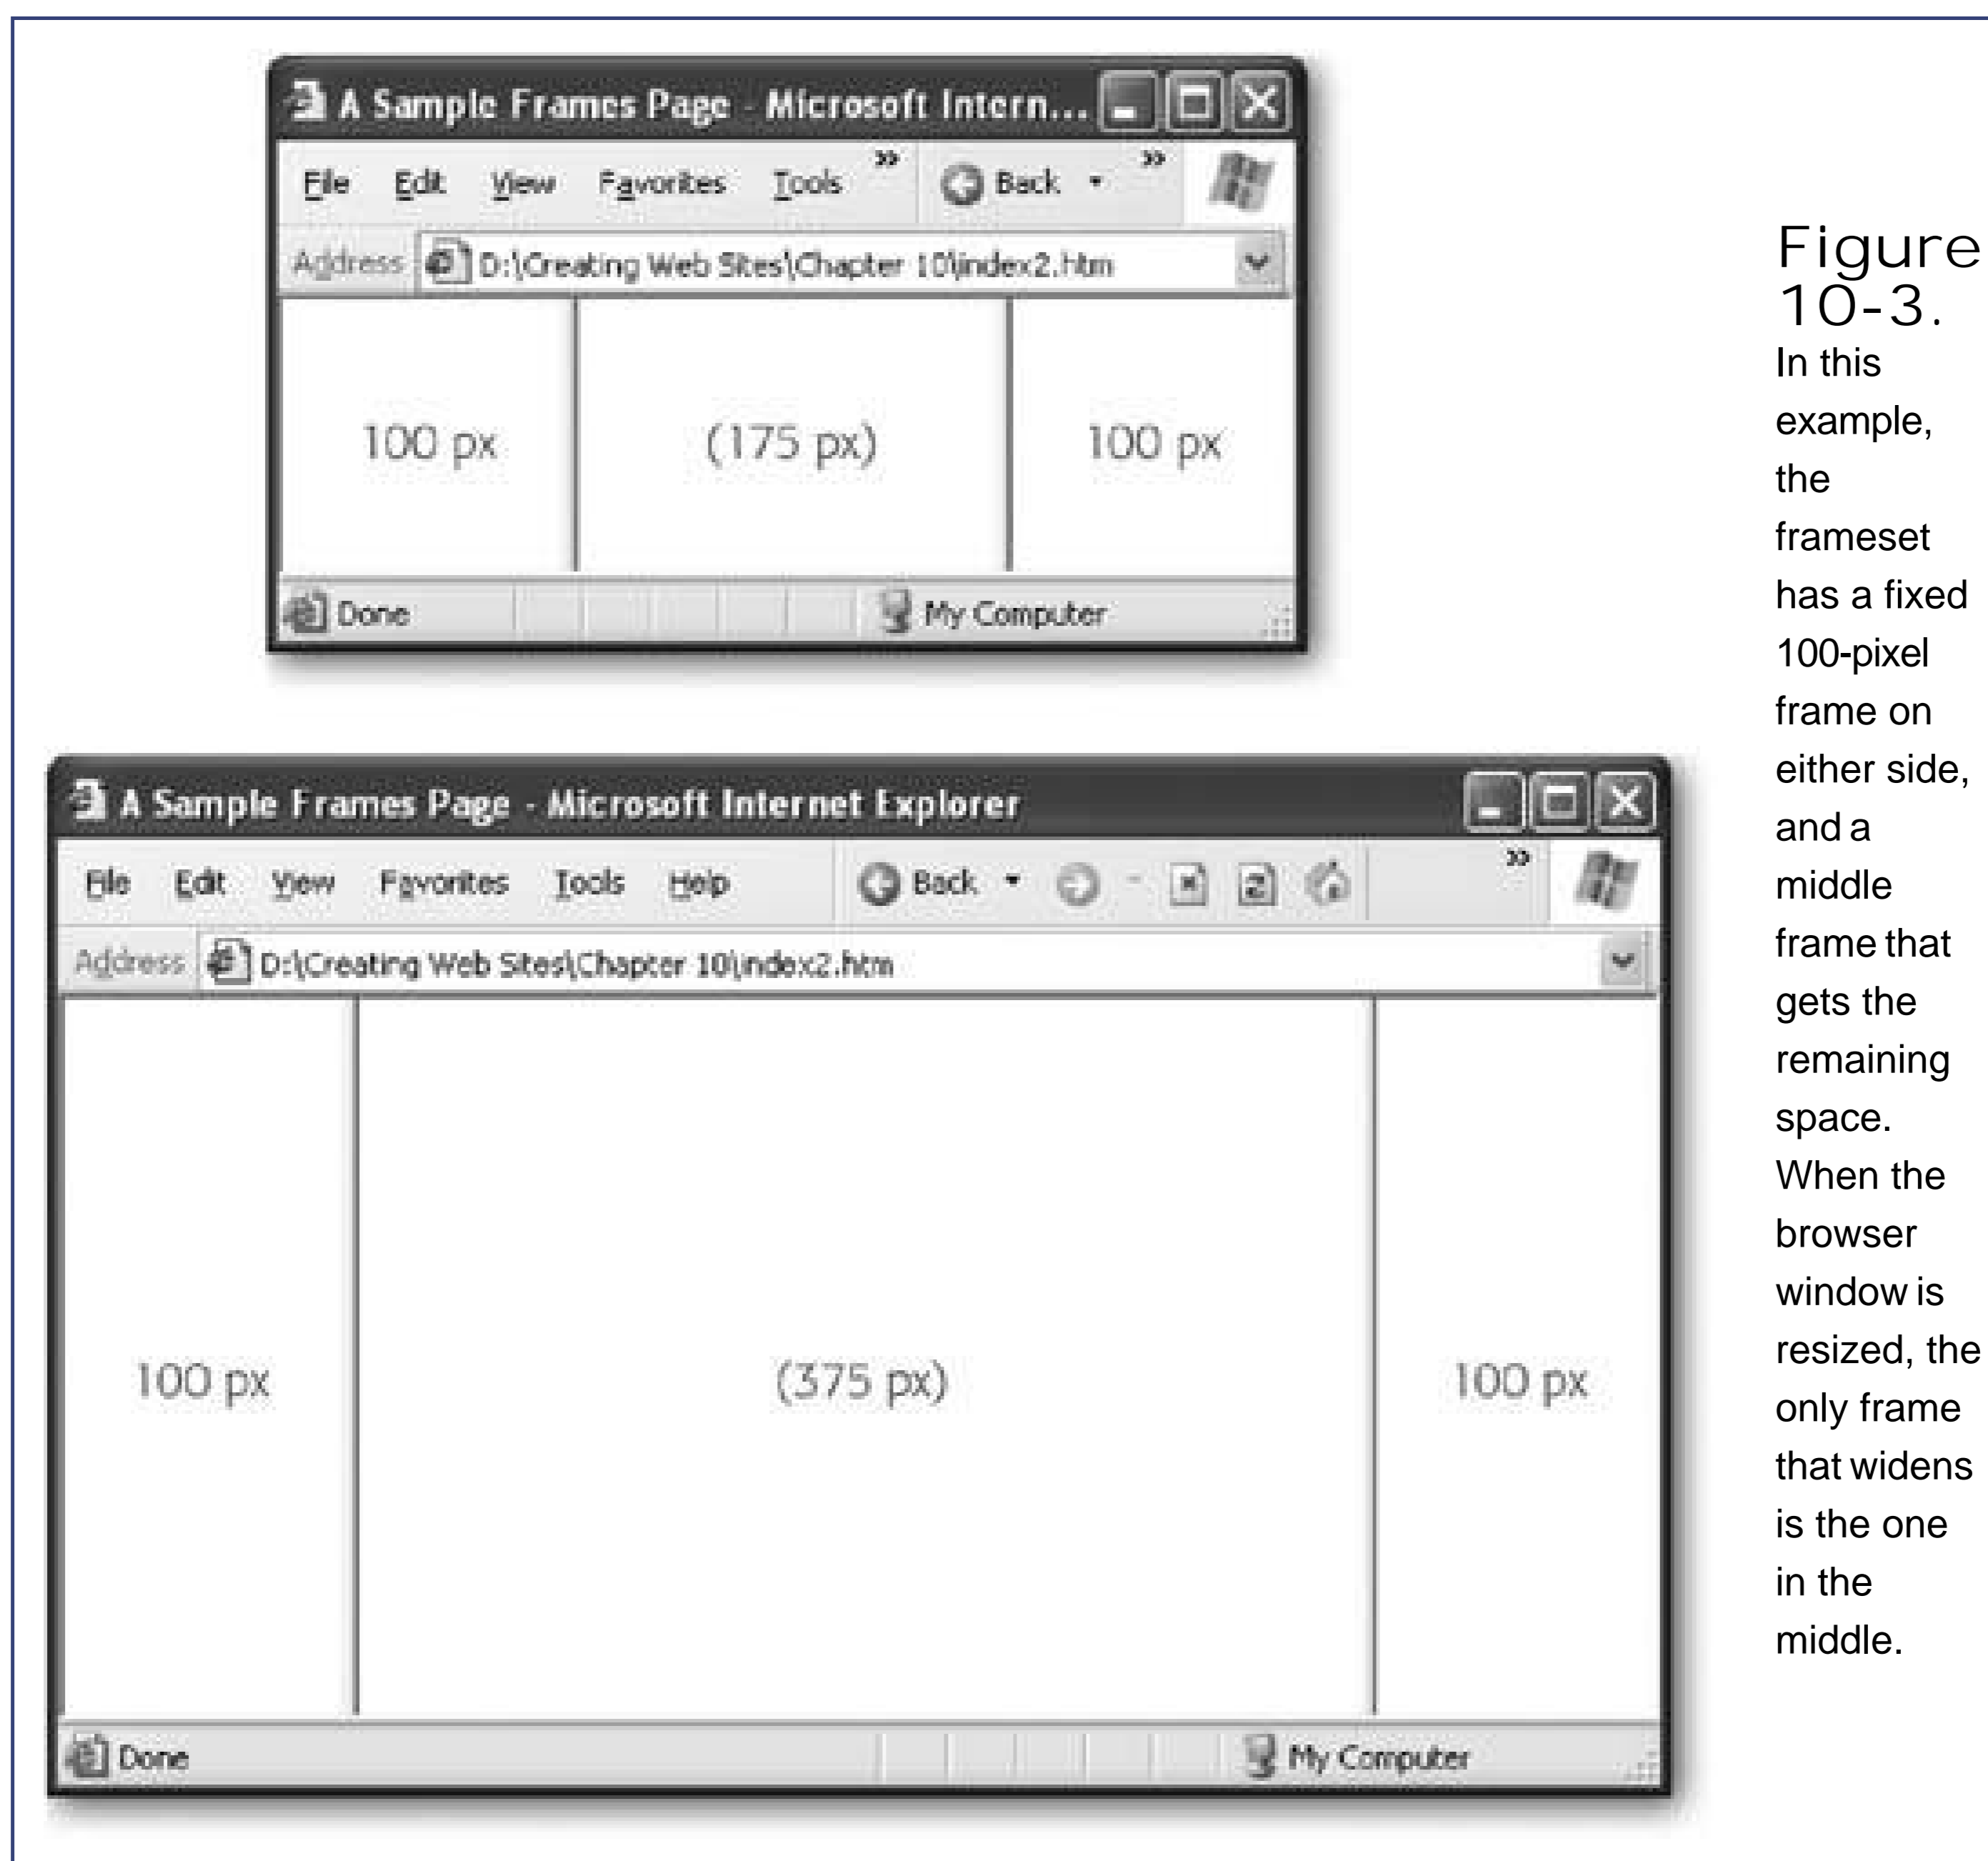 A Sample Frames Page - Microsoft Intern...
File Edit View Favorites Tools » Back »
Address D:\Creating Web Sites\Chapter 10\index2.htm
100 px (175 px) 100 px
Done My Computer
A Sample Frames Page - Microsoft Internet Explorer
File Edit View Favorites Tools Help Back »
Address D:\Creating Web Sites\Chapter 10\index2.htm
100 px (375 px) 100 px
Done My Computer
Figure
10-3.
In this
example,
the
frameset
has a fixed
100-pixel
frame on
either side,
and a
middle
frame that
gets the
remaining
space.
When the
browser
window is
resized, the
only frame
that widens
is the one
in the
middle.